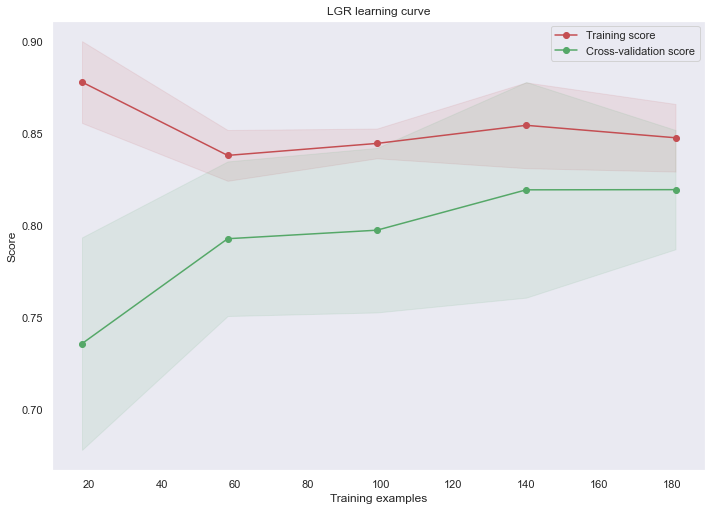 LGR learning curve
Training score
Cross-validation score
0.90
0.85
0.80
0.75
0.70
Score
20 40 60 80 100 120 140 160 180
Training examples